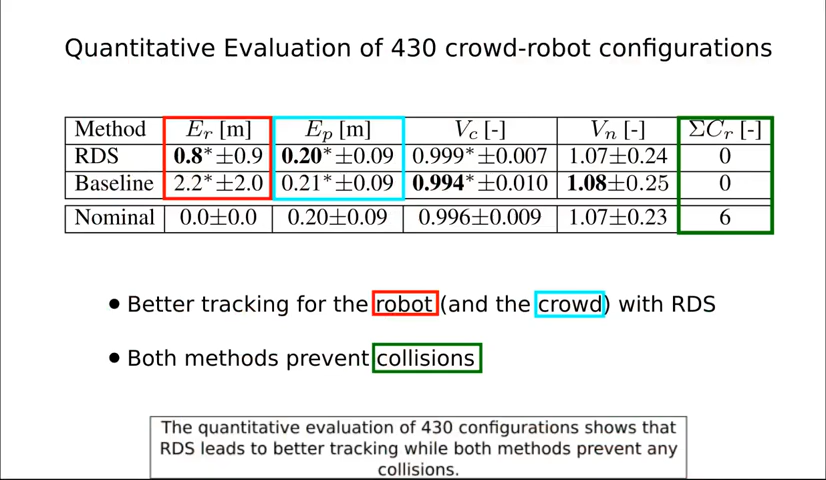 Quantitative Evaluation of 430 crowd-robot configurations
Method E_r [m] E_p [m] V_c [-] V_n [-] ΣC_r [-]
RDS 0.8*±0.9 0.20*±0.09 0.999*±0.007 1.07±0.24 0
Baseline 2.2*±2.0 0.21*±0.09 0.994*±0.010 1.08±0.25 0
Nominal 0.0±0.0 0.20±0.09 0.996±0.009 1.07±0.23 6
• Better tracking for the robot (and the crowd) with RDS
• Both methods prevent collisions
The quantitative evaluation of 430 configurations shows that
RDS leads to better tracking while both methods prevent any
collisions.